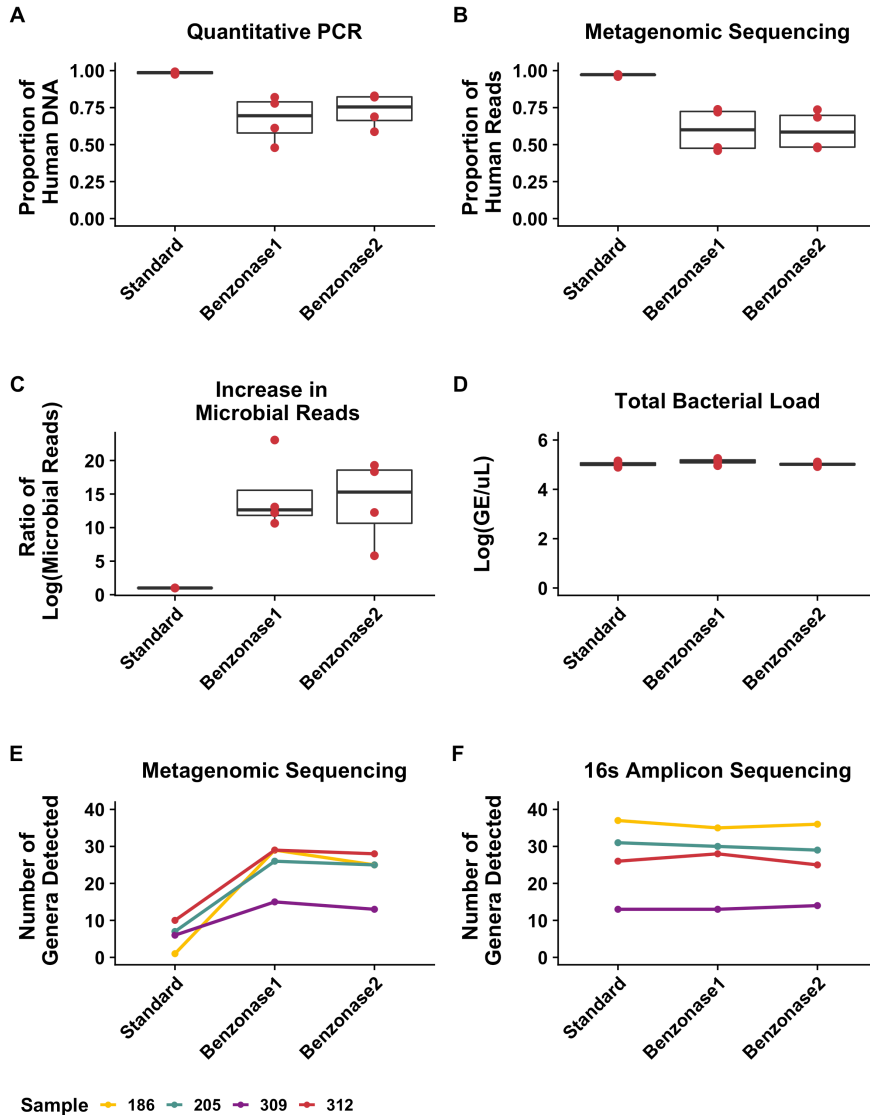 A
Quantitative PCR
Proportion of
Human DNA
1.00
0.75
0.50
0.25
0.00
Standard
Benzonase1
Benzonase2
B
Metagenomic Sequencing
Proportion of
Human Reads
1.00
0.75
0.50
0.25
0.00
Standard
Benzonase1
Benzonase2
C
Increase in
Microbial Reads
Ratio of
Log(Microbial Reads)
20
15
10
5
0
Standard
Benzonase1
Benzonase2
D
Total Bacterial Load
Log(GE/uL)
6
4
2
0
Standard
Benzonase1
Benzonase2
E
Metagenomic Sequencing
Number of
Genera Detected
40
30
20
10
0
Standard
Benzonase1
Benzonase2
F
16s Amplicon Sequencing
Number of
Genera Detected
40
30
20
10
0
Standard
Benzonase1
Benzonase2
Sample 186 205 309 312